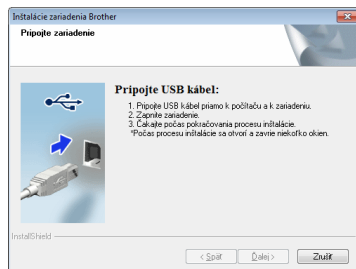 Inštalácie zariadenia Brother
Pripojte zariadenie
Pripojte USB kábel:
1. Pripojte USB kábel priamo k počítaču a k zariadeniu.
2. Zapnite zariadenie.
3. Čakajte počas pokračovania procesu inštalácie.
*Počas procesu inštalácie sa otvorí a zavrie niekoľko okien.
InstallShield
< Späť Ďalej > Zrušiť